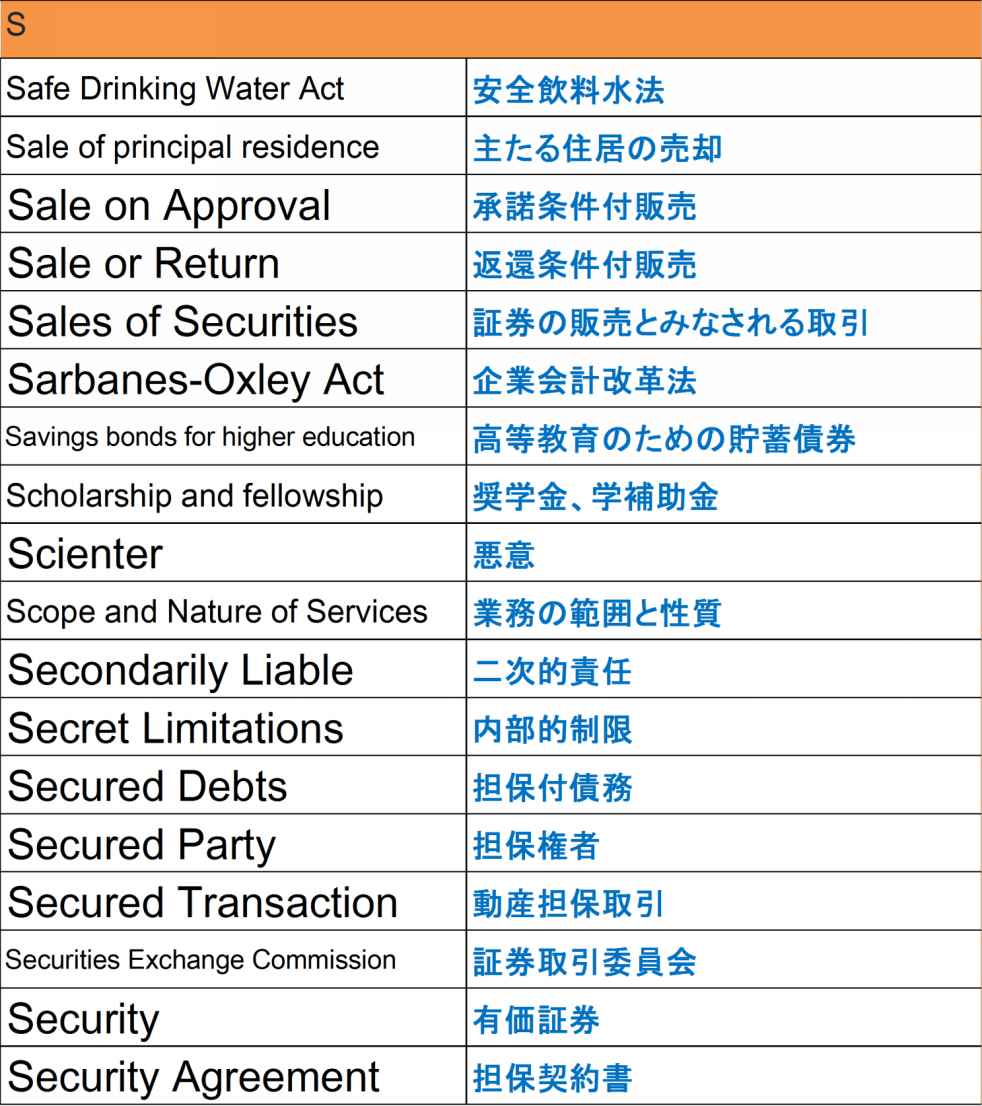 S
Safe Drinking Water Act 安全飲料水法
Sale of principal residence 主たる住居の売却
Sale on Approval 承諾条件付販売
Sale or Return 返還条件付販売
Sales of Securities 証券の販売とみなされる取引
Sarbanes-Oxley Act 企業会計改革法
Savings bonds for higher education 高等教育のための貯蓄債券
Scholarship and fellowship 奨学金、学補助金
Scienter 悪意
Scope and Nature of Services 業務の範囲と性質
Secondarily Liable 二次的責任
Secret Limitations 内部的制限
Secured Debts 担保付債務
Secured Party 担保権者
Secured Transaction 動産担保取引
Securities Exchange Commission 証券取引委員会
Security 有価証券
Security Agreement 担保契約書